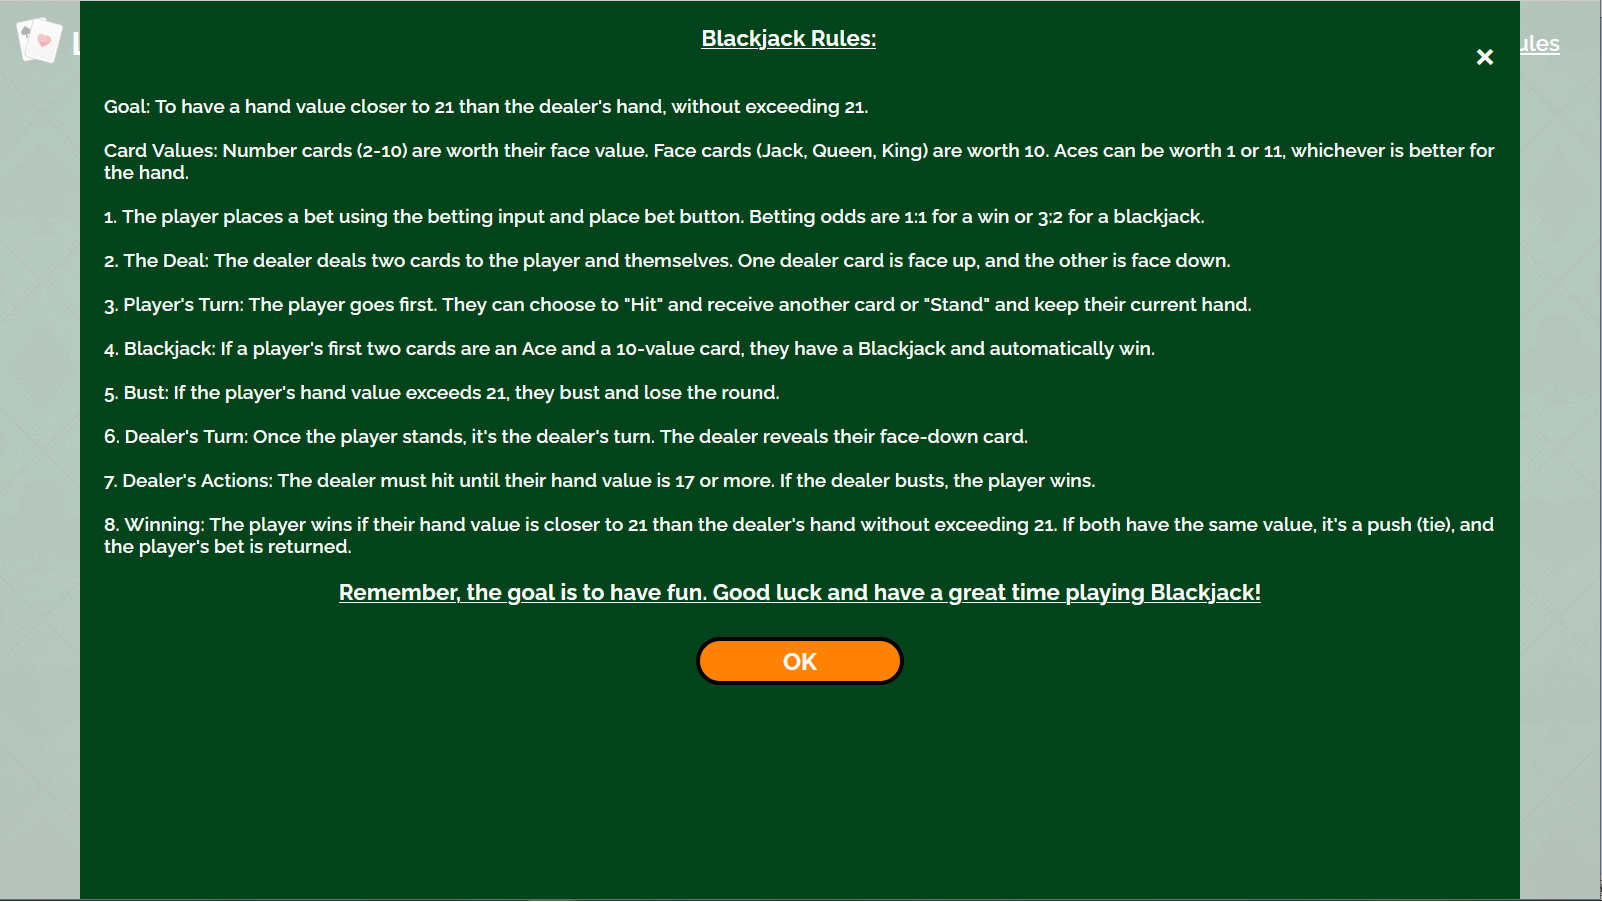 Blackjack Rules:
Goal: To have a hand value closer to 21 than the dealer's hand, without exceeding 21.
Card Values: Number cards (2-10) are worth their face value. Face cards (Jack, Queen, King) are worth 10. Aces can be worth 1 or 11, whichever is better for
the hand.
1. The player places a bet using the betting input and place bet button. Betting odds are 1:1 for a win or 3:2 for a blackjack.
2. The Deal: The dealer deals two cards to the player and themselves. One dealer card is face up, and the other is face down.
3. Player's Turn: The player goes first. They can choose to "Hit" and receive another card or "Stand" and keep their current hand.
4. Blackjack: If a player's first two cards are an Ace and a 10-value card, they have a Blackjack and automatically win.
5. Bust: If the player's hand value exceeds 21, they bust and lose the round.
6. Dealer's Turn: Once the player stands, it's the dealer's turn. The dealer reveals their face-down card.
7. Dealer's Actions: The dealer must hit until their hand value is 17 or more. If the dealer busts, the player wins.
8. Winning: The player wins if their hand value is closer to 21 than the dealer's hand without exceeding 21. If both have the same value, it's a push (tie), and
the player's bet is returned.
Remember, the goal is to have fun. Good luck and have a great time playing Blackjack!
OK